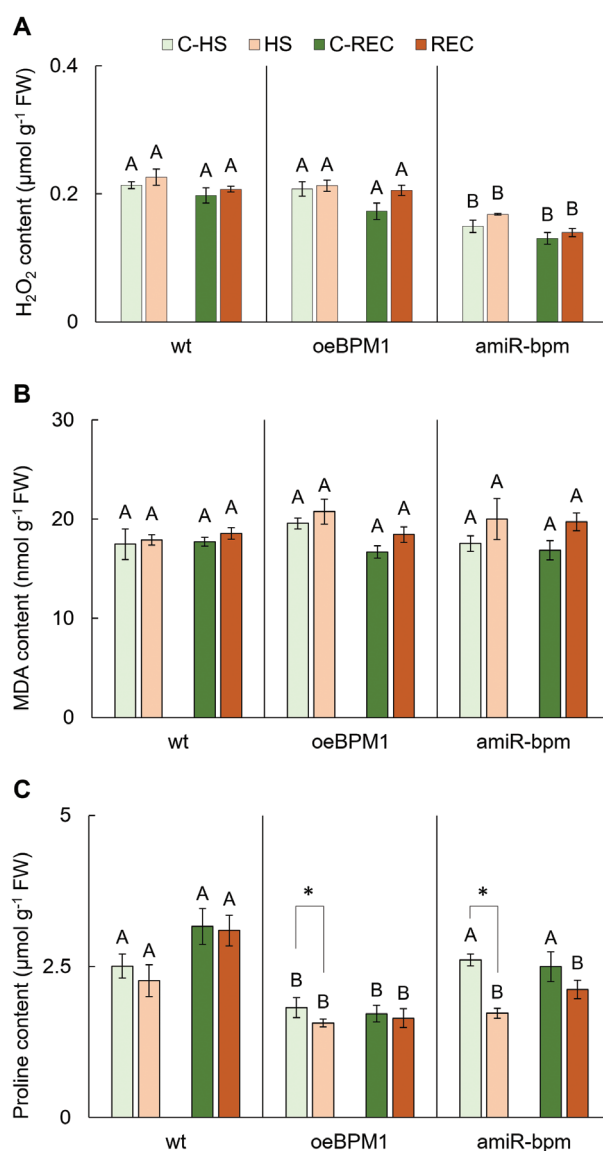 A
C-HS HS C-REC REC
H₂O₂ content (µmol g⁻¹ FW)
0.4
0.2
0
A A A A
A A A A
B B B B
wt oeBPM1 amiR-bpm
B
MDA content (nmol g⁻¹ FW)
30
20
10
0
A A A A
A A A A
A A A A
wt oeBPM1 amiR-bpm
C
Proline content (µmol g⁻¹ FW)
5
2.5
0
A A A A
*
B B B B
*
A B A B
wt oeBPM1 amiR-bpm